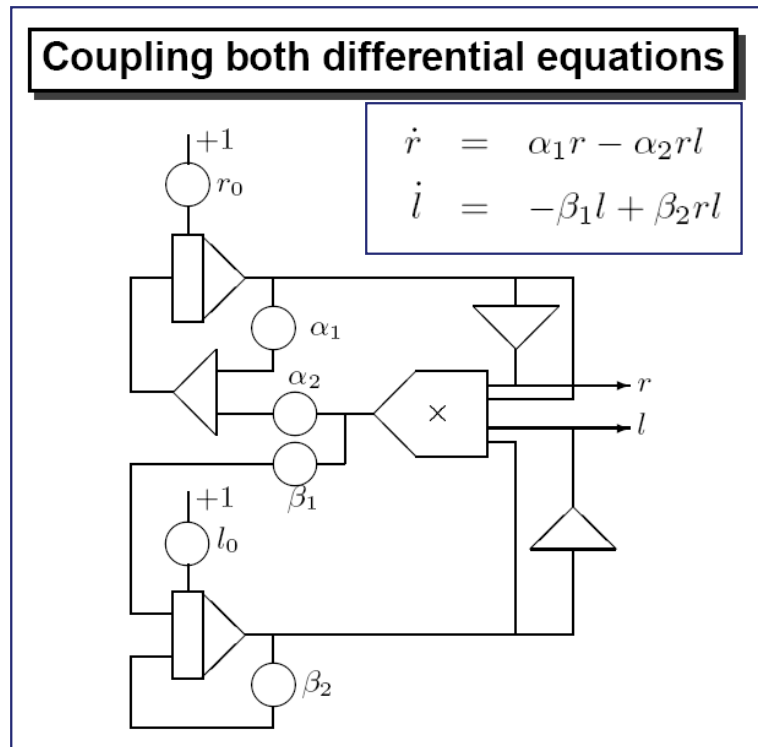 Coupling both differential equations
ṙ = α₁r − α₂rl
l̇ = −β₁l + β₂rl
+1
r₀
α₁
α₂
r
×
l
β₁
+1
l₀
β₂